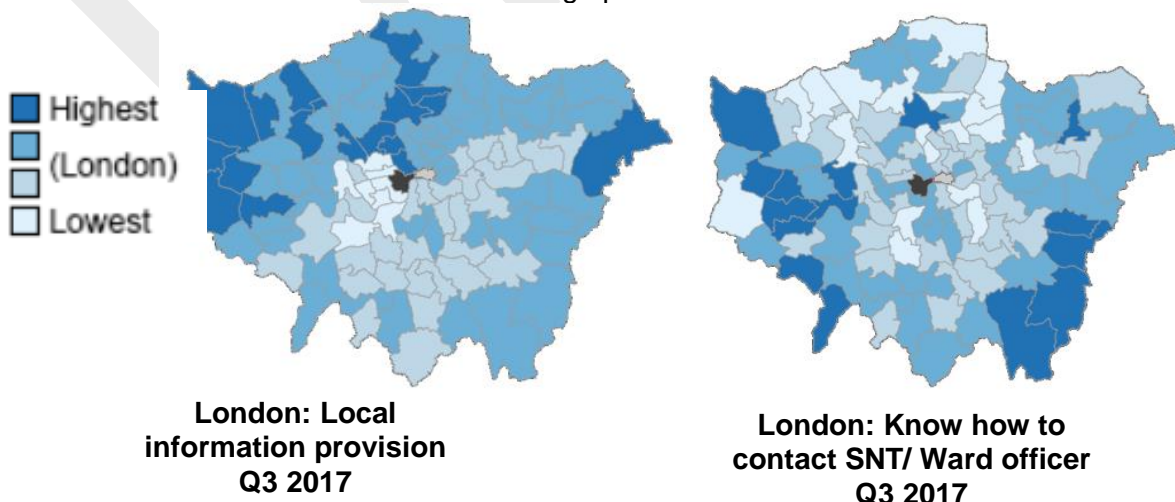 Highest
(London)
Lowest
London: Local
information provision
Q3 2017
London: Know how to
contact SNT/ Ward officer
Q3 2017